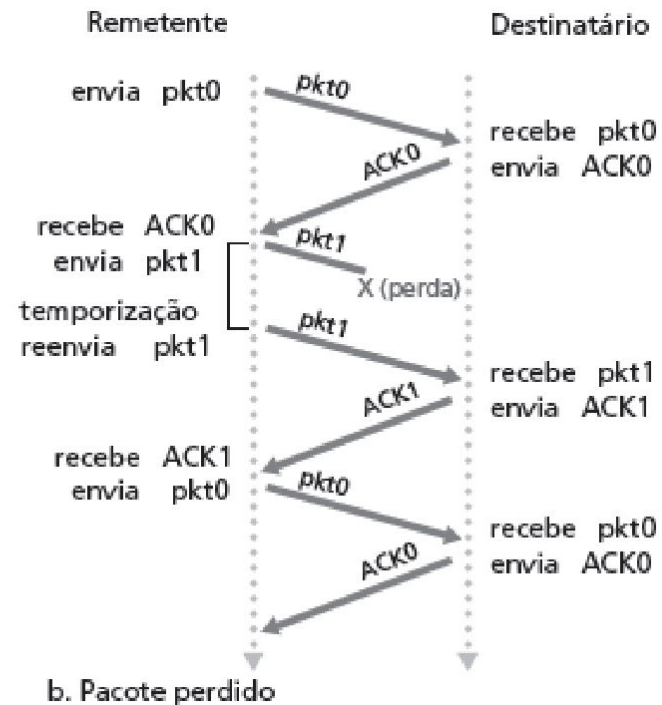 Remetente
Destinatário
envia pkt0
pkt0
recebe pkt0
envia ACK0
ACK0
recebe ACK0
envia pkt1
pkt1
X (perda)
temporização
reenvia pkt1
pkt1
recebe pkt1
envia ACK1
ACK1
recebe ACK1
envia pkt0
pkt0
recebe pkt0
envia ACK0
ACK0
b. Pacote perdido